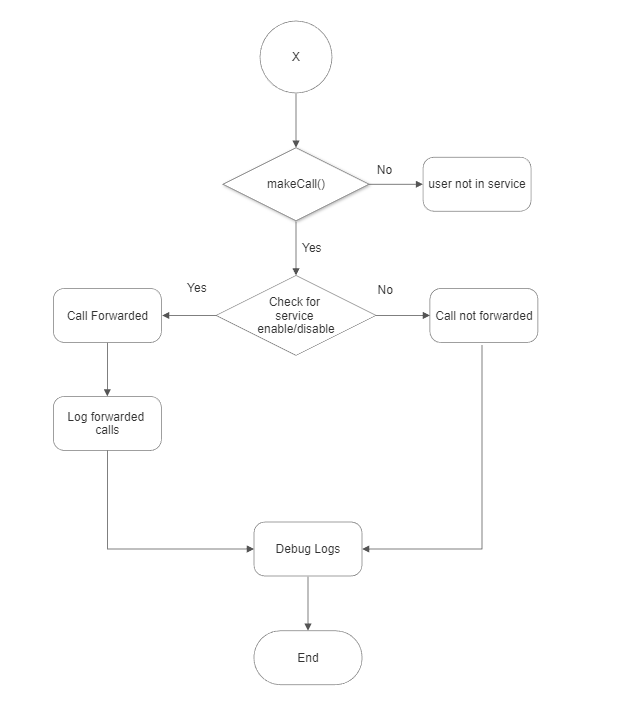 X
makeCall()
No
user not in service
Yes
Yes
No
Call Forwarded
Check for
service
enable/disable
Call not forwarded
Log forwarded
calls
Debug Logs
End